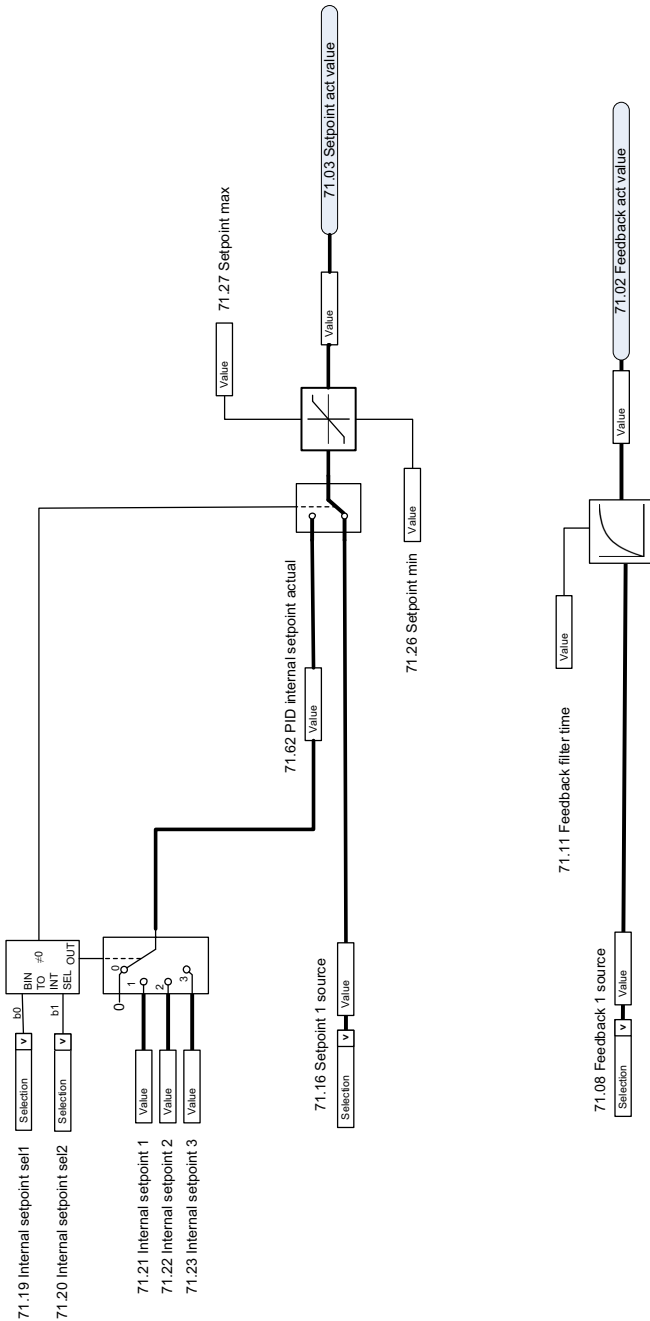 71.19 Internal setpoint sel1
Selection
v
b0
71.20 Internal setpoint sel2
Selection
v
b1
BIN
TO
INT
SEL
≠0
OUT
0
0
1
2
3
71.21 Internal setpoint 1
Value
71.22 Internal setpoint 2
Value
71.23 Internal setpoint 3
Value
71.62 PID internal setpoint actual
Value
71.16 Setpoint 1 source
Selection
v
Value
71.27 Setpoint max
Value
71.26 Setpoint min
Value
Value
71.03 Setpoint act value
71.11 Feedback filter time
Value
71.08 Feedback 1 source
Selection
v
Value
Value
71.02 Feedback act value